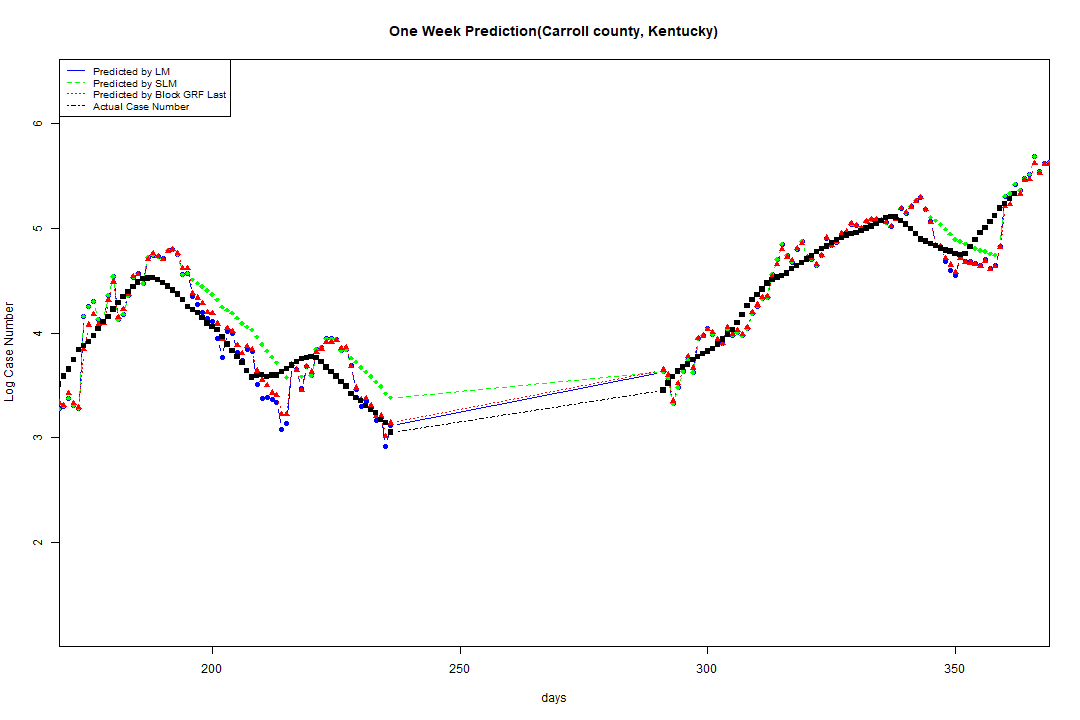 One Week Prediction(Carroll county, Kentucky)
Predicted by LM
Predicted by SLM
Predicted by Block GRF Last
Actual Case Number
Log Case Number
6
5
4
3
2
200
250
300
350
days